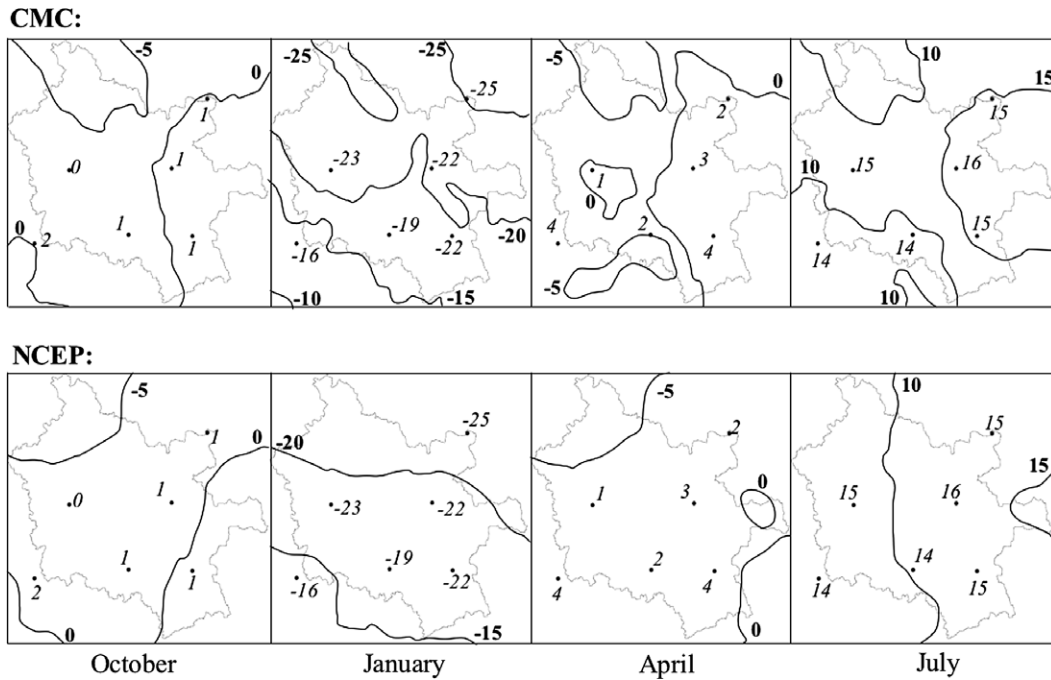 CMC:
-5 0 1 0 1 0 2 1 1
-25 -25 -25 -23 -22 -19 -22 -20 -16 -10 -15
-5 0 2 3 1 0 4 2 4 -5
10 15 15 15 16 10 15 14 14 10
NCEP:
-5 1 0 0 1 1 1 2 0
-20 -25 -23 -22 -19 -22 -16 -15
-5 2 0 1 3 2 4 4 0
10 15 15 15 16 14 15 14
October January April July